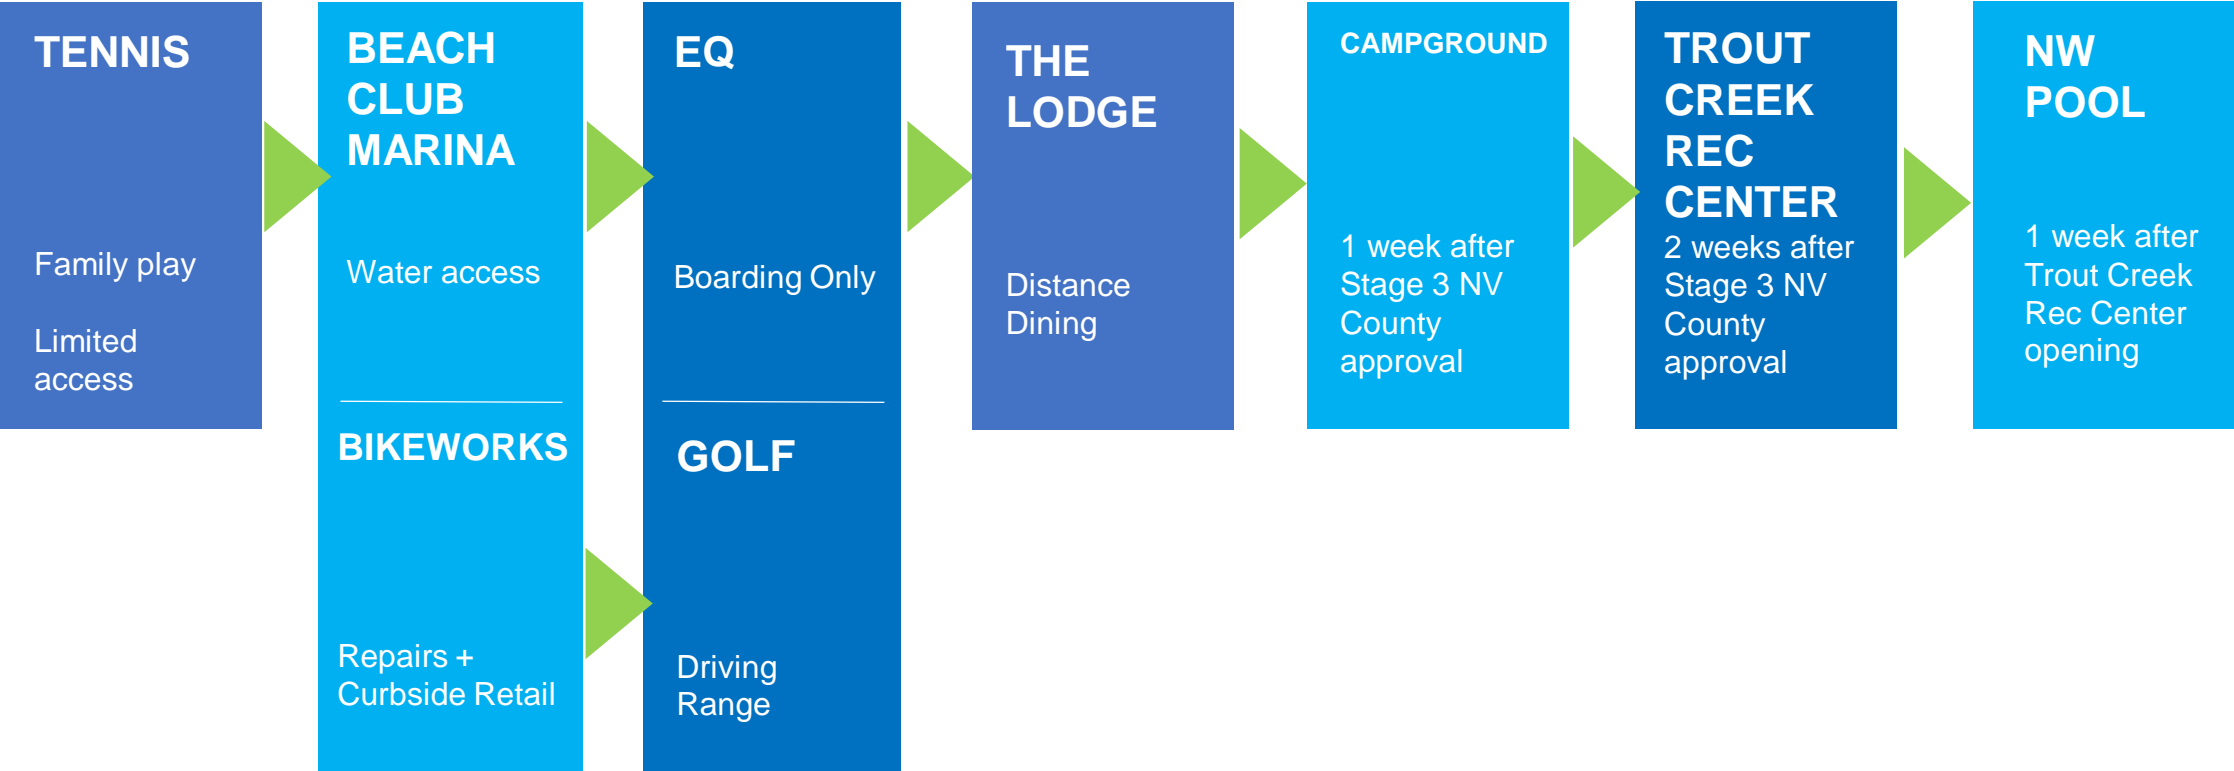 TENNIS
Family play
Limited
access
BEACH
CLUB
MARINA
Water access
BIKEWORKS
Repairs +
Curbside Retail
EQ
Boarding Only
GOLF
Driving
Range
THE
LODGE
Distance
Dining
CAMPGROUND
1 week after
Stage 3 NV
County
approval
TROUT
CREEK
REC
CENTER
2 weeks after
Stage 3 NV
County
approval
NW
POOL
1 week after
Trout Creek
Rec Center
opening